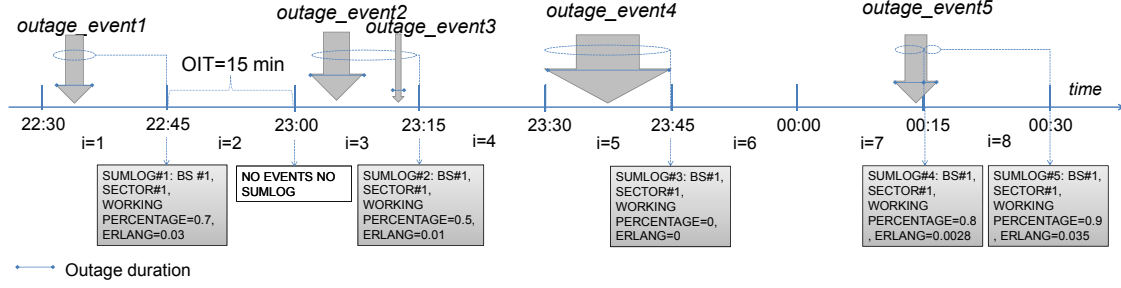 outage_event1
outage_event2
outage_event3
outage_event4
outage_event5
OIT=15 min
time
22:30
22:45
23:00
23:15
23:30
23:45
00:00
00:15
00:30
i=1
i=2
i=3
i=4
i=5
i=6
i=7
i=8
SUMLOG#1: BS #1,
SECTOR#1,
WORKING
PERCENTAGE=0.7,
ERLANG=0.03
NO EVENTS NO
SUMLOG
SUMLOG#2: BS#1,
SECTOR#1,
WORKING
PERCENTAGE=0.5,
ERLANG=0.01
SUMLOG#3: BS#1,
SECTOR#1,
WORKING
PERCENTAGE=0,
ERLANG=0
SUMLOG#4: BS#1,
SECTOR#1,
WORKING
PERCENTAGE=0.8
, ERLANG=0.0028
SUMLOG#5: BS#1,
SECTOR#1,
WORKING
PERCENTAGE=0.9
, ERLANG=0.035
Outage duration